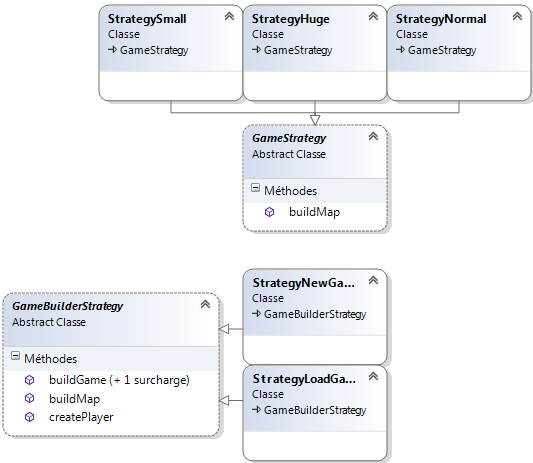 StrategySmall
Classe
GameStrategy
StrategyHuge
Classe
GameStrategy
StrategyNormal
Classe
GameStrategy
GameStrategy
Abstract Classe
Méthodes
buildMap
GameBuilderStrategy
Abstract Classe
Méthodes
buildGame (+ 1 surcharge)
buildMap
createPlayer
StrategyNewGa...
Classe
GameBuilderStrategy
StrategyLoadGa...
Classe
GameBuilderStrategy